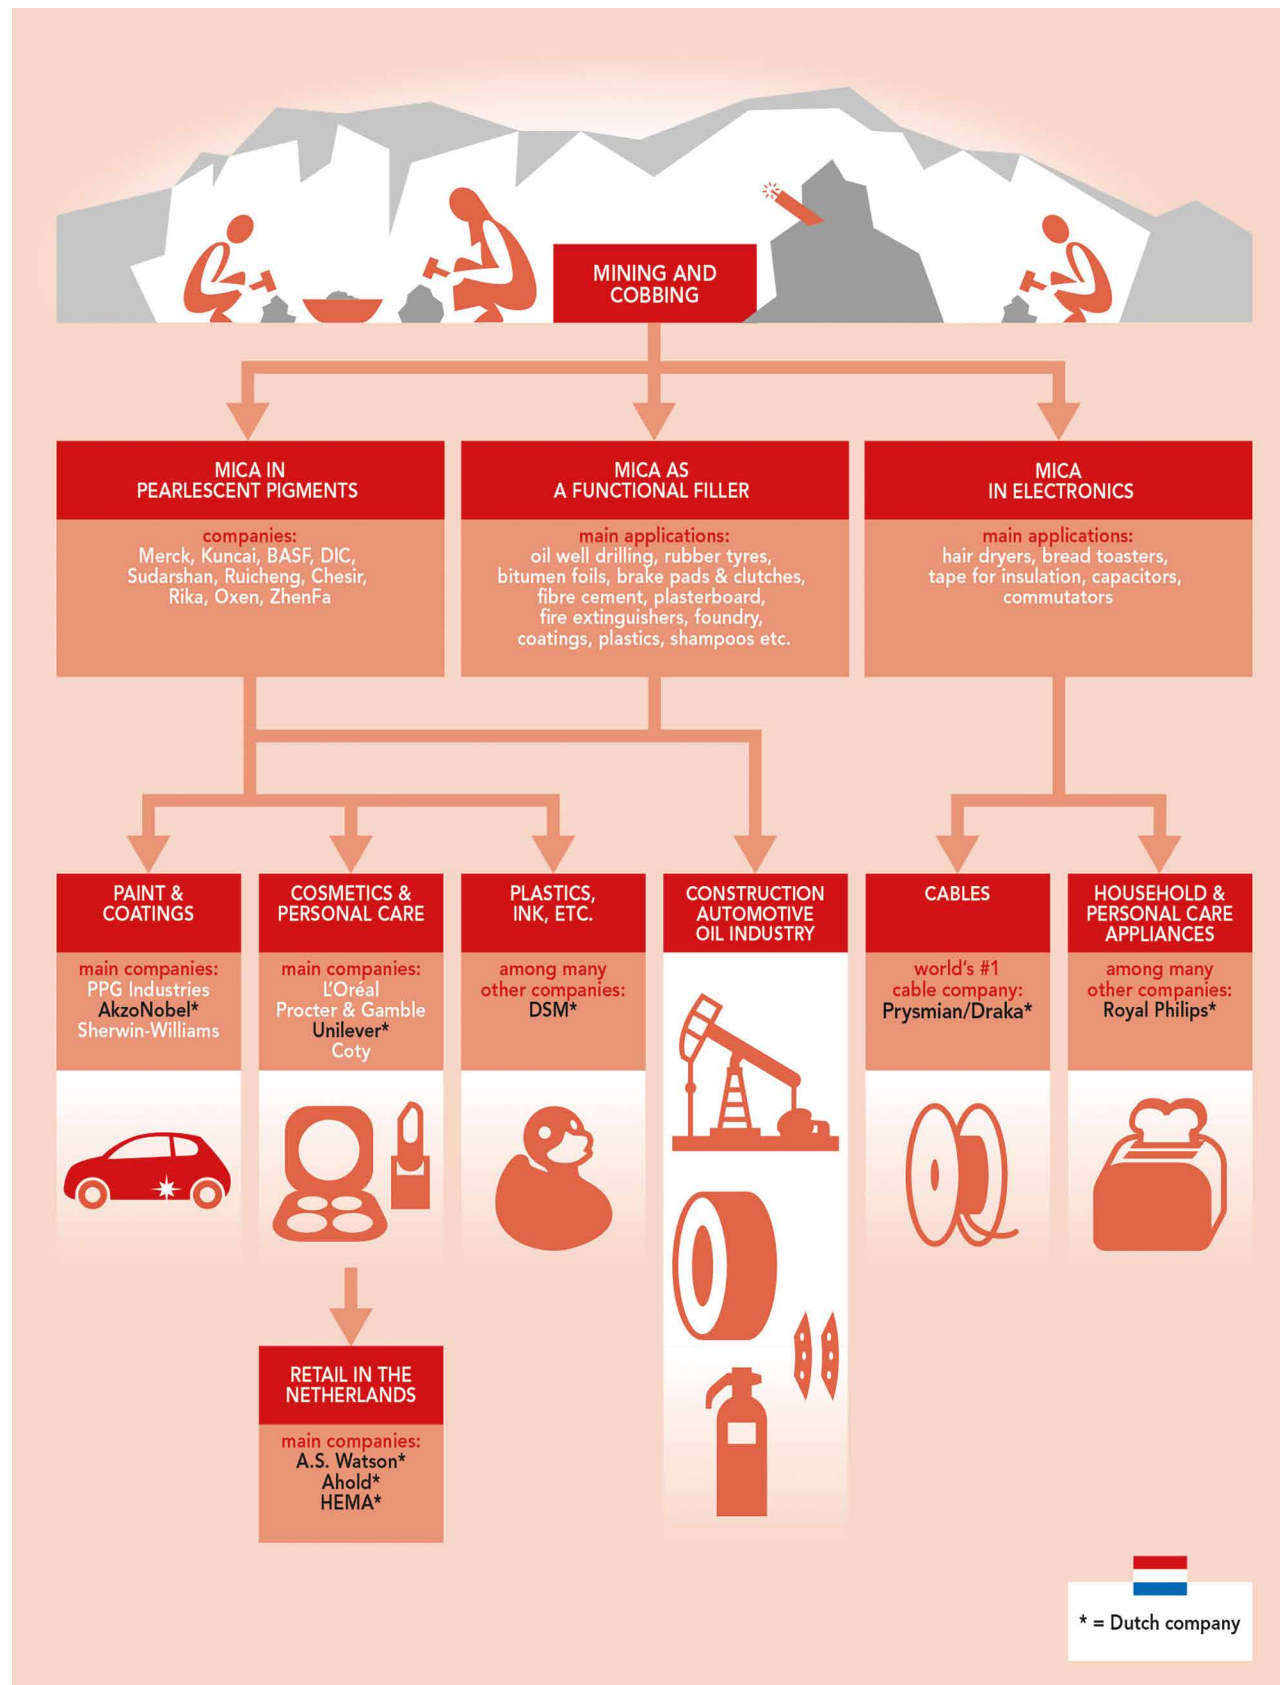 MINING AND
COBBING
MICA IN
PEARLESCENT PIGMENTS
companies:
Merck, Kuncai, BASF, DIC,
Sudarshan, Ruicheng, Chesir,
Rika, Oxen, ZhenFa
MICA AS
A FUNCTIONAL FILLER
main applications:
oil well drilling, rubber tyres,
bitumen foils, brake pads & clutches,
fibre cement, plasterboard,
fire extinguishers, foundry,
coatings, plastics, shampoos etc.
MICA
IN ELECTRONICS
main applications:
hair dryers, bread toasters,
tape for insulation, capacitors,
commutators
PAINT &
COATINGS
main companies:
PPG Industries
AkzoNobel*
Sherwin-Williams
COSMETICS &
PERSONAL CARE
main companies:
L'Oréal
Procter & Gamble
Unilever*
Coty
PLASTICS,
INK, ETC.
among many
other companies:
DSM*
CONSTRUCTION
AUTOMOTIVE
OIL INDUSTRY
CABLES
world's #1
cable company:
Prysmian/Draka*
HOUSEHOLD &
PERSONAL CARE
APPLIANCES
among many
other companies:
Royal Philips*
RETAIL IN THE
NETHERLANDS
main companies:
A.S. Watson*
Ahold*
HEMA*
* = Dutch company